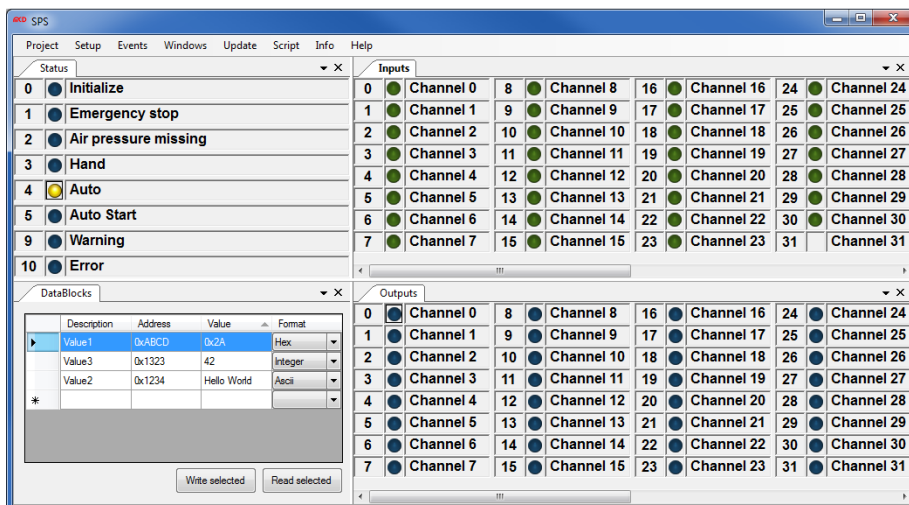 SPS
Project Setup Events Windows Update Script Info Help
Status
0 Initialize
1 Emergency stop
2 Air pressure missing
3 Hand
4 Auto
5 Auto Start
9 Warning
10 Error
Inputs
0 Channel 0 8 Channel 8 16 Channel 16 24 Channel 24
1 Channel 1 9 Channel 9 17 Channel 17 25 Channel 25
2 Channel 2 10 Channel 10 18 Channel 18 26 Channel 26
3 Channel 3 11 Channel 11 19 Channel 19 27 Channel 27
4 Channel 4 12 Channel 12 20 Channel 20 28 Channel 28
5 Channel 5 13 Channel 13 21 Channel 21 29 Channel 29
6 Channel 6 14 Channel 14 22 Channel 22 30 Channel 30
7 Channel 7 15 Channel 15 23 Channel 23 31 Channel 31
DataBlocks
Description Address Value Format
Value1 0xABCD 0x2A Hex
Value3 0x1323 42 Integer
Value2 0x1234 Hello World Ascii
Write selected Read selected
Outputs
0 Channel 0 8 Channel 8 16 Channel 16 24 Channel 24
1 Channel 1 9 Channel 9 17 Channel 17 25 Channel 25
2 Channel 2 10 Channel 10 18 Channel 18 26 Channel 26
3 Channel 3 11 Channel 11 19 Channel 19 27 Channel 27
4 Channel 4 12 Channel 12 20 Channel 20 28 Channel 28
5 Channel 5 13 Channel 13 21 Channel 21 29 Channel 29
6 Channel 6 14 Channel 14 22 Channel 22 30 Channel 30
7 Channel 7 15 Channel 15 23 Channel 23 31 Channel 31